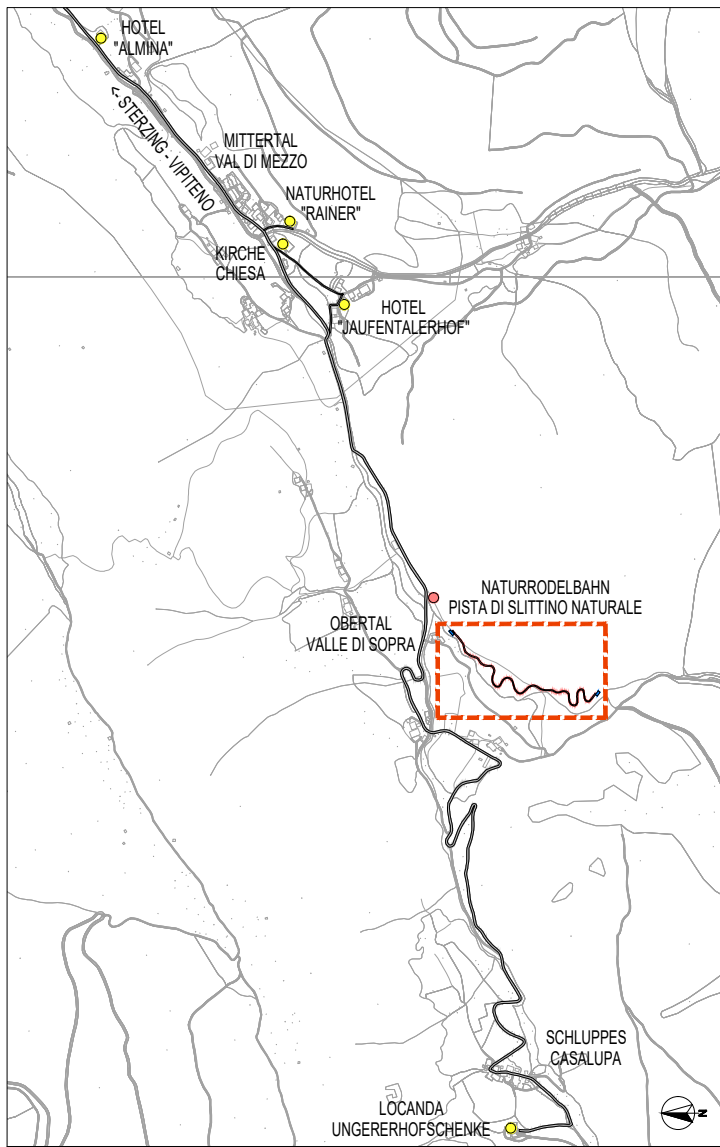 HOTEL
"ALMINA"
<- STERZING - VIPITENO
MITTERTAL
VAL DI MEZZO
NATURHOTEL
"RAINER"
KIRCHE
CHIESA
HOTEL
"JAUFENTALERHOF"
NATURRODELBAHN
PISTA DI SLITTINO NATURALE
OBERTAL
VALLE DI SOPRA
SCHLUPPES
CASALUPA
LOCANDA
UNGERERHOFSCHENKE
N